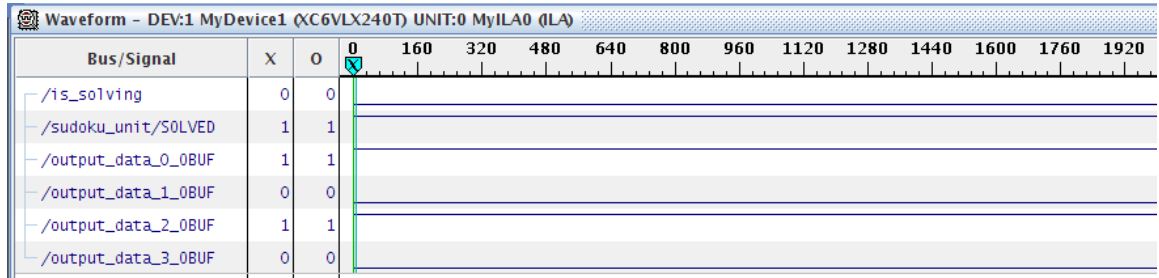 Waveform - DEV:1 MyDevice1 (XC6VLX240T) UNIT:0 MyILA0 (ILA)
Bus/Signal X O 0 160 320 480 640 800 960 1120 1280 1440 1600 1760 1920
X
/is_solving 0 0
/sudoku_unit/SOLVED 1 1
/output_data_0_OBUF 1 1
/output_data_1_OBUF 0 0
/output_data_2_OBUF 1 1
/output_data_3_OBUF 0 0